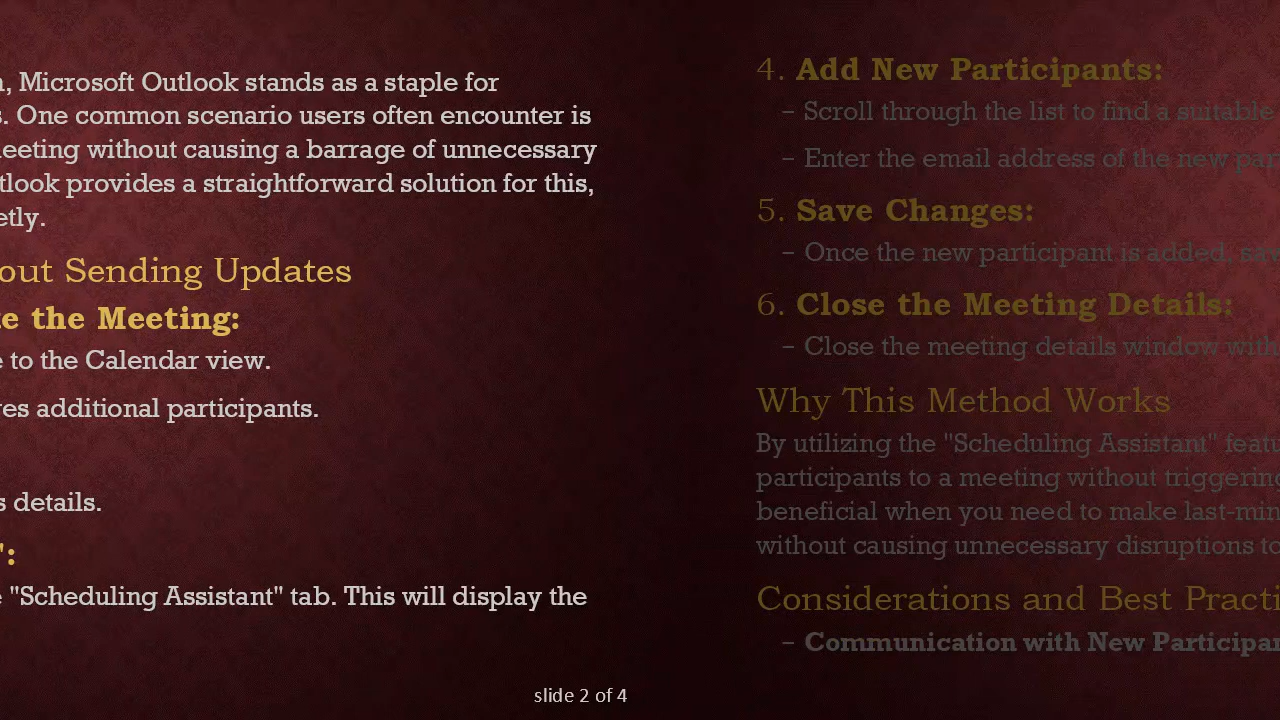 , Microsoft Outlook stands as a staple for
. One common scenario users often encounter is
eeting without causing a barrage of unnecessary
tlook provides a straightforward solution for this,
etly.
out Sending Updates
e the Meeting:
e to the Calendar view.
es additional participants.
s details.
":
"Scheduling Assistant" tab. This will display the
slide 2 of 4
4. Add New Participants:
– Scroll through the list to find a suitable
– Enter the email address of the new par
5. Save Changes:
– Once the new participant is added, sav
6. Close the Meeting Details:
– Close the meeting details window with
Why This Method Works
By utilizing the "Scheduling Assistant" featu
participants to a meeting without triggering
beneficial when you need to make last-min
without causing unnecessary disruptions to
Considerations and Best Practi
– Communication with New Participan